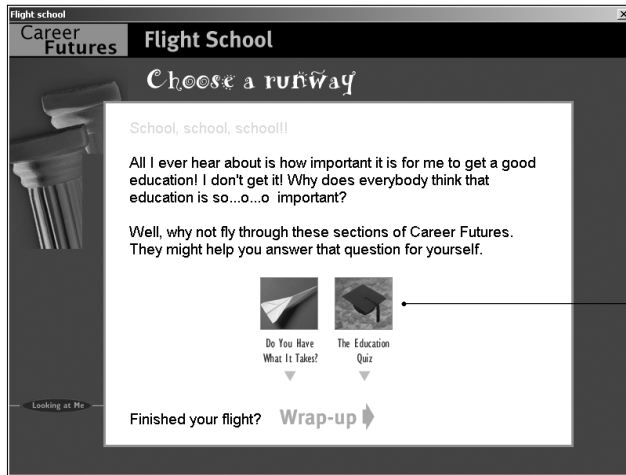 Flight school
Career
Futures
Flight School
Choose a runway
School, school, school!!
All I ever hear about is how important it is for me to get a good
education! I don't get it! Why does everybody think that
education is so...o...o important?
Well, why not fly through these sections of Career Futures.
They might help you answer that question for yourself.
Do You Have
What It Takes?
The Education
Quiz
Looking at Me
Finished your flight?
Wrap-up